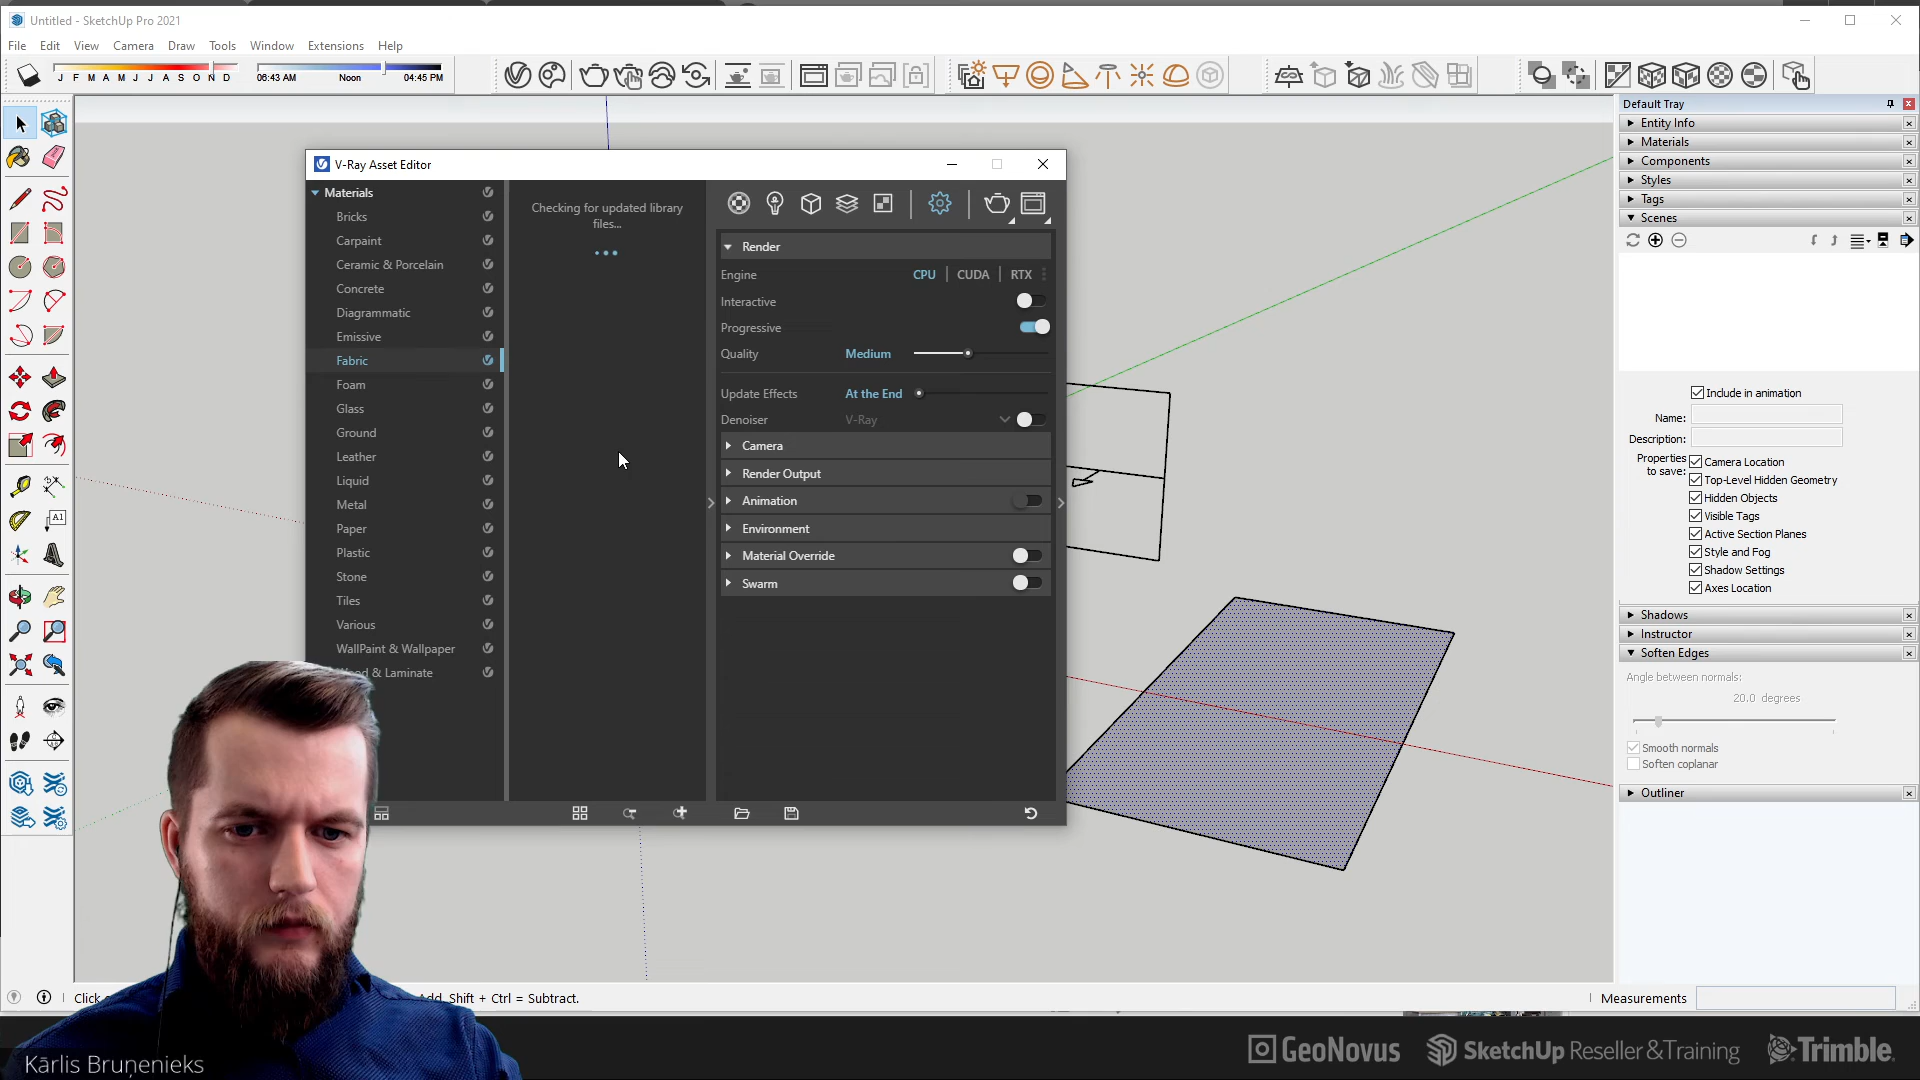 Untitled - SketchUp Pro 2021
File Edit View Camera Draw Tools Window Extensions Help
J F M A M J J A S O N D 06:43 AM Noon 04:45 PM
V-Ray Asset Editor
Materials
Bricks
Carpaint
Ceramic & Porcelain
Concrete
Diagrammatic
Emissive
Fabric
Foam
Glass
Ground
Leather
Liquid
Metal
Paper
Plastic
Stone
Tiles
Various
WallPaint & Wallpaper
& Laminate
Checking for updated library
files...
Render
Engine CPU CUDA RTX
Interactive
Progressive
Quality Medium
Update Effects At the End
Denoiser V-Ray
Camera
Render Output
Animation
Environment
Material Override
Swarm
Default Tray
Entity Info
Materials
Components
Styles
Tags
Scenes
Include in animation
Name:
Description:
Properties
to save:
Camera Location
Top-Level Hidden Geometry
Hidden Objects
Visible Tags
Active Section Planes
Style and Fog
Shadow Settings
Axes Location
Shadows
Instructor
Soften Edges
Angle between normals:
20.0 degrees
Smooth normals
Soften coplanar
Outliner
Click Add. Shift + Ctrl = Subtract.
Measurements
Kārlis Bruņenieks
GeoNovus SketchUp Reseller & Training Trimble